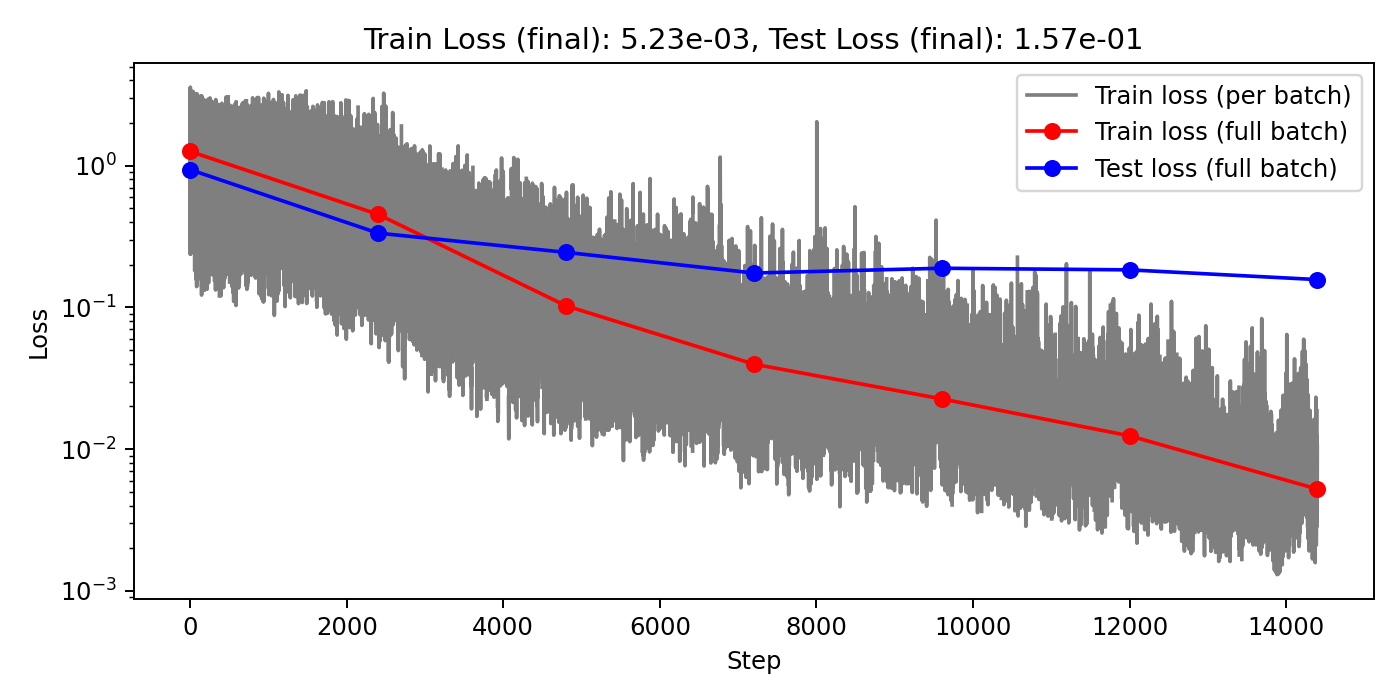 Train Loss (final): 5.23e-03, Test Loss (final): 1.57e-01
Train loss (per batch)
Train loss (full batch)
Test loss (full batch)
Loss
10⁰
10⁻¹
10⁻²
10⁻³
0 2000 4000 6000 8000 10000 12000 14000
Step